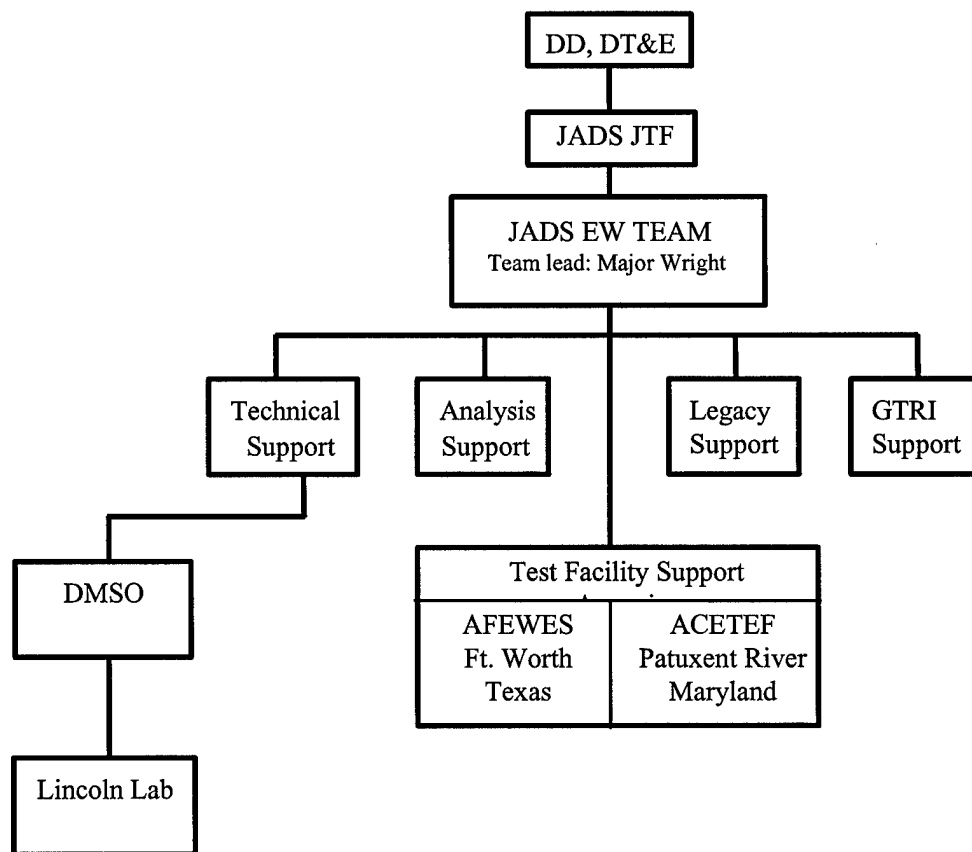 DD, DT&E
JADS JTF
JADS EW TEAM
Team lead: Major Wright
Technical
Support
Analysis
Support
Legacy
Support
GTRI
Support
DMSO
Test Facility Support
AFEWES
Ft. Worth
Texas
ACETEF
Patuxent River
Maryland
Lincoln Lab